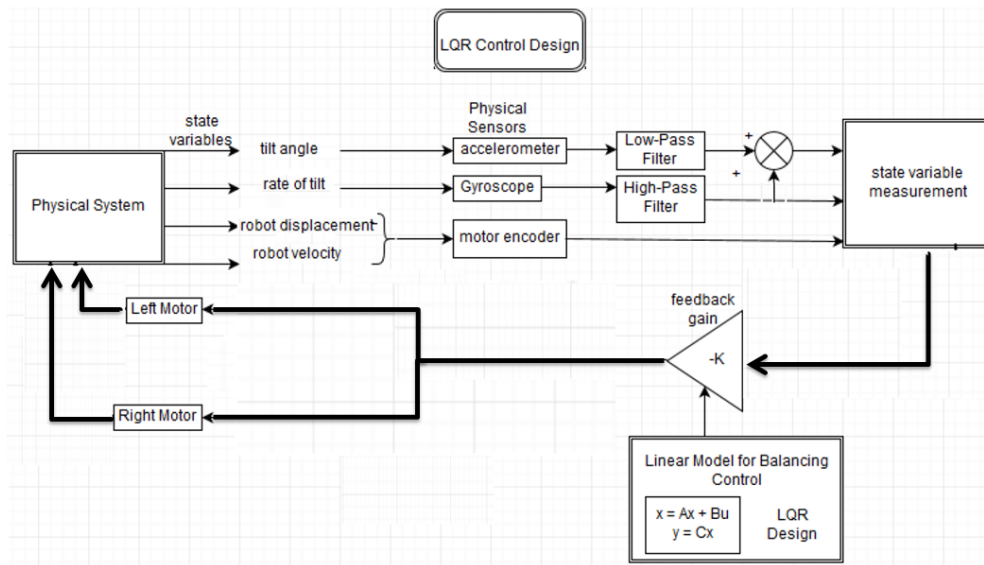 LQR Control Design
state
variables
Physical
Sensors
tilt angle
accelerometer
Low-Pass
Filter
+
rate of tilt
Gyroscope
High-Pass
Filter
+
state variable
measurement
Physical System
robot displacement
robot velocity
motor encoder
Left Motor
feedback
gain
-K
Right Motor
Linear Model for Balancing
Control
x = Ax + Bu
y = Cx
LQR
Design